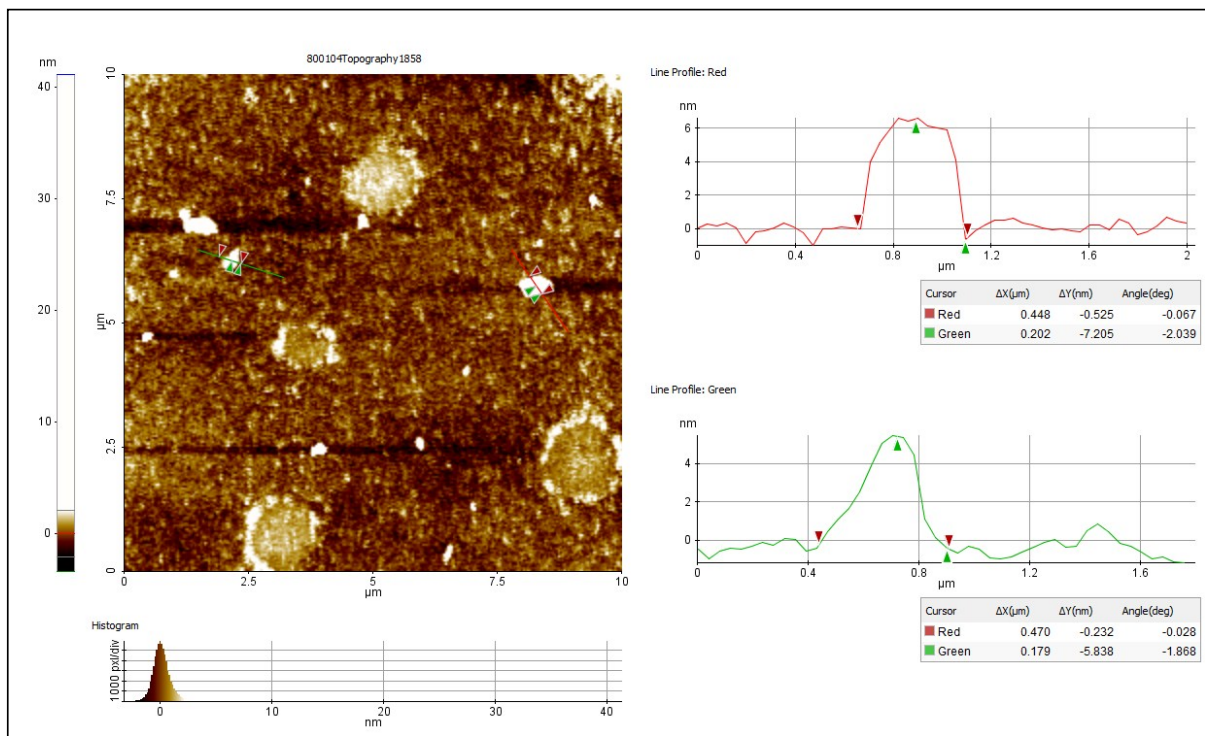 800104Topography1858
nm
40
30
20
10
0
10
7.5
µm
5
2.5
0
0 2.5 5 7.5 10
µm
Line Profile: Red
nm
6
4
2
0
0 0.4 0.8 1.2 1.6 2
µm
Cursor ΔX(µm) ΔY(nm) Angle(deg)
Red 0.448 -0.525 -0.067
Green 0.202 -7.205 -2.039
Line Profile: Green
nm
4
2
0
0 0.4 0.8 1.2 1.6
µm
Cursor ΔX(µm) ΔY(nm) Angle(deg)
Red 0.470 -0.232 -0.028
Green 0.179 -5.838 -1.868
Histogram
1000 pxl/div
0 10 20 30 40
nm